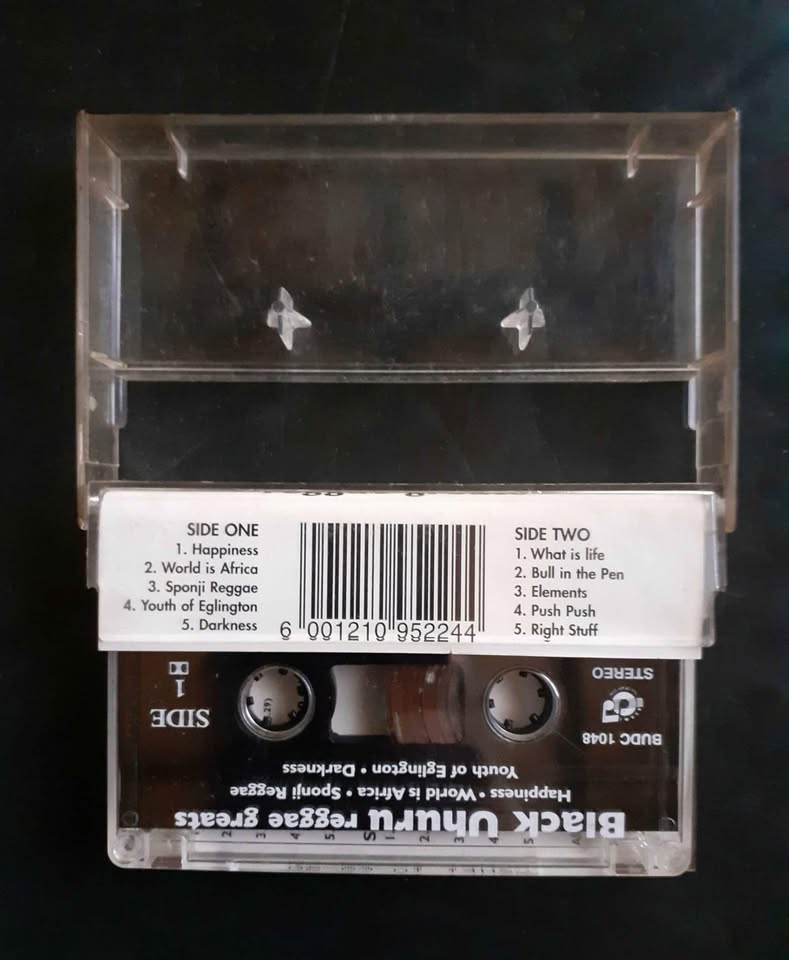 SIDE ONE
1. Happiness
2. World is Africa
3. Sponji Reggae
4. Youth of Eglington
5. Darkness
6 001210 952244
SIDE TWO
1. What is life
2. Bull in the Pen
3. Elements
4. Push Push
5. Right Stuff
Black Uhuru reggae greats
Happiness • World is Africa • Sponji Reggae
Youth of Eglington • Darkness
BUDC 1048
STEREO
SIDE
1